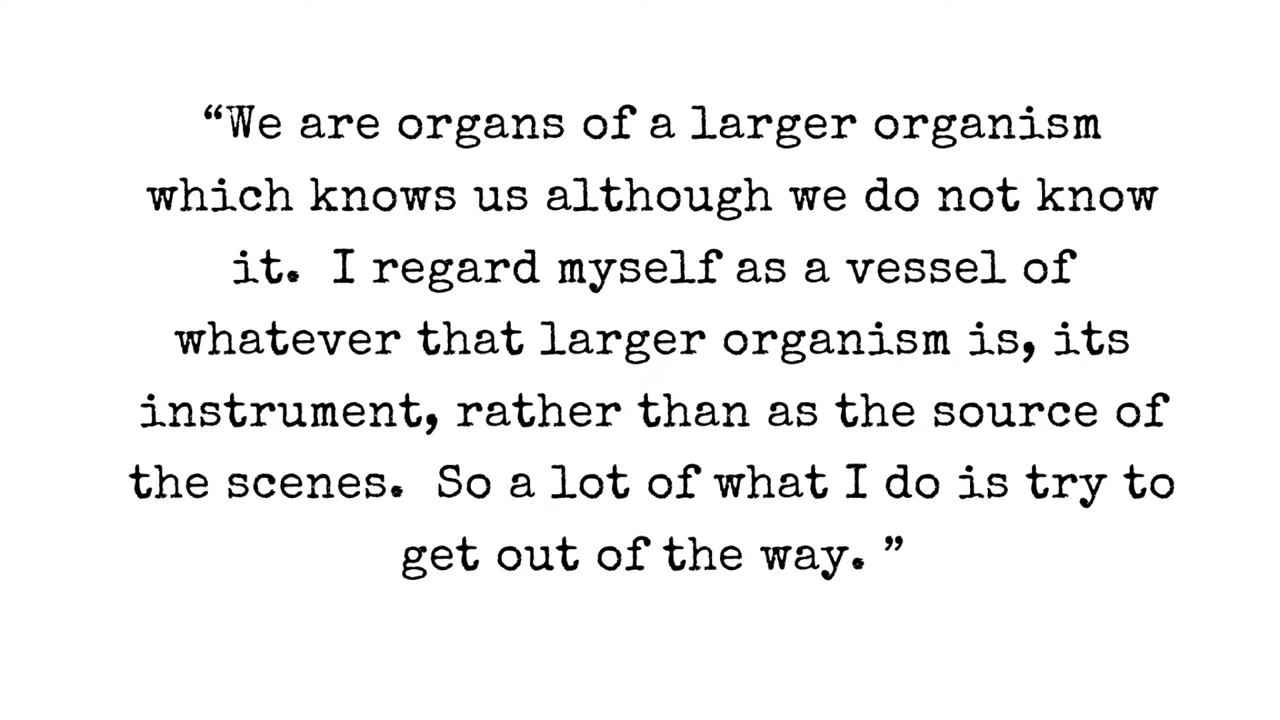 “We are organs of a larger organism
which knows us although we do not know
it.  I regard myself as a vessel of
whatever that larger organism is, its
instrument, rather than as the source of
the scenes.  So a lot of what I do is try to
get out of the way. ”